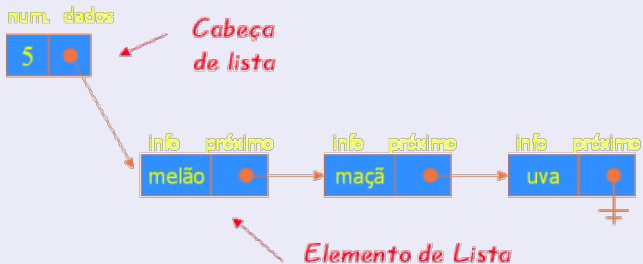 num. dados
5
Cabeça
de lista
info próximo info próximo info próximo
melão maçã uva
Elemento de Lista